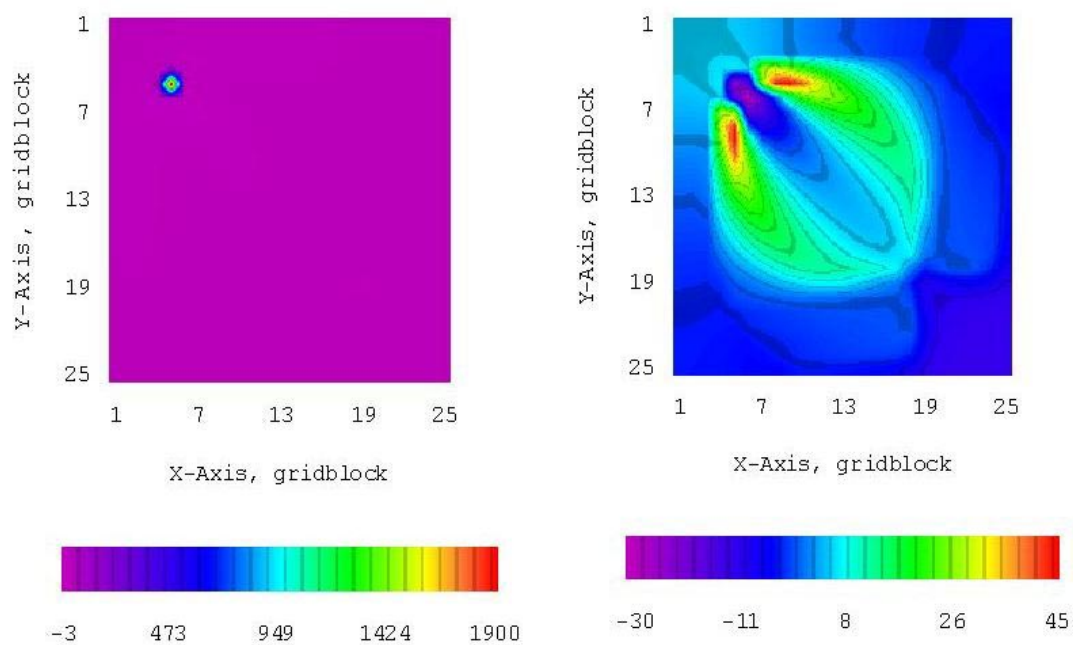 1
7
13
19
25
Y-Axis, gridblock
1 7 13 19 25
X-Axis, gridblock
-3 473 949 1424 1900
1
7
13
19
25
Y-Axis, gridblock
1 7 13 19 25
X-Axis, gridblock
-30 -11 8 26 45